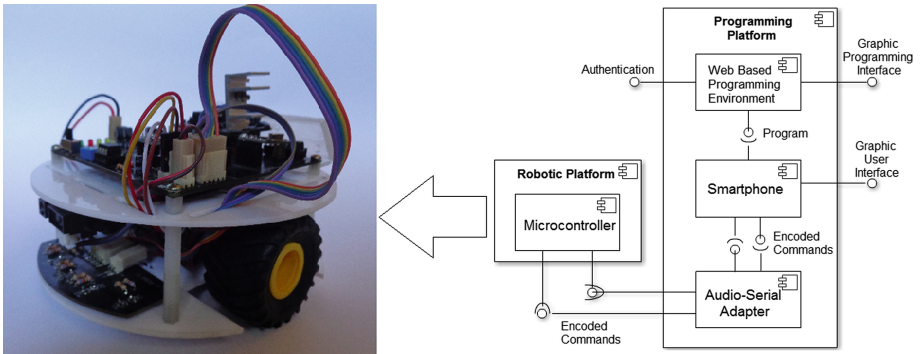 Programming
Platform
Graphic
Programming
Interface
Authentication
Web Based
Programming
Environment
Program
Graphic
User
Interface
Robotic Platform
Smartphone
Microcontroller
Encoded
Commands
Audio-Serial
Adapter
Encoded
Commands